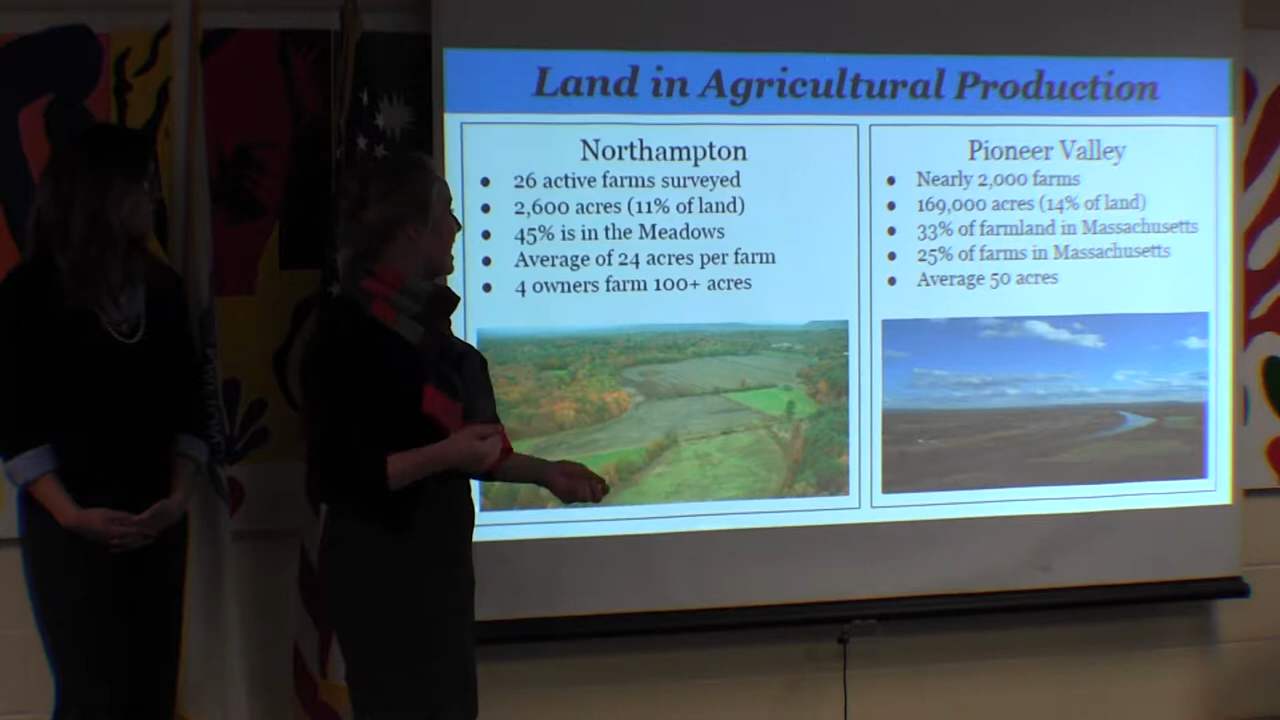 Land in Agricultural Production
Northampton
● 26 active farms surveyed
● 2,600 acres (11% of land)
● 45% is in the Meadows
● Average of 24 acres per farm
● 4 owners farm 100+ acres
Pioneer Valley
● Nearly 2,000 farms
● 169,000 acres (14% of land)
● 33% of farmland in Massachusetts
● 25% of farms in Massachusetts
● Average 50 acres